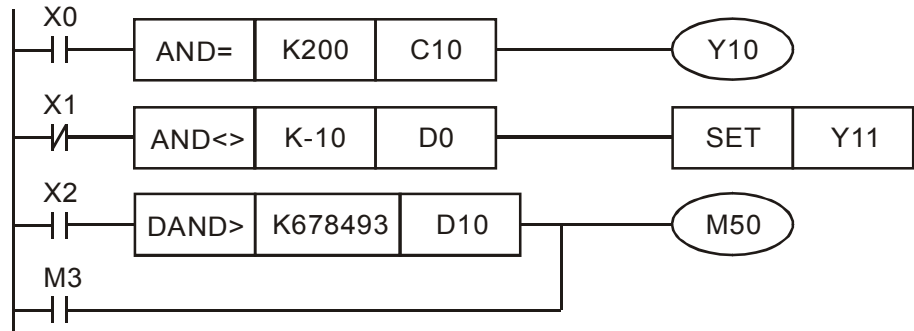 X0
AND= K200 C10 Y10
X1
AND<> K-10 D0 SET Y11
X2
DAND> K678493 D10 M50
M3